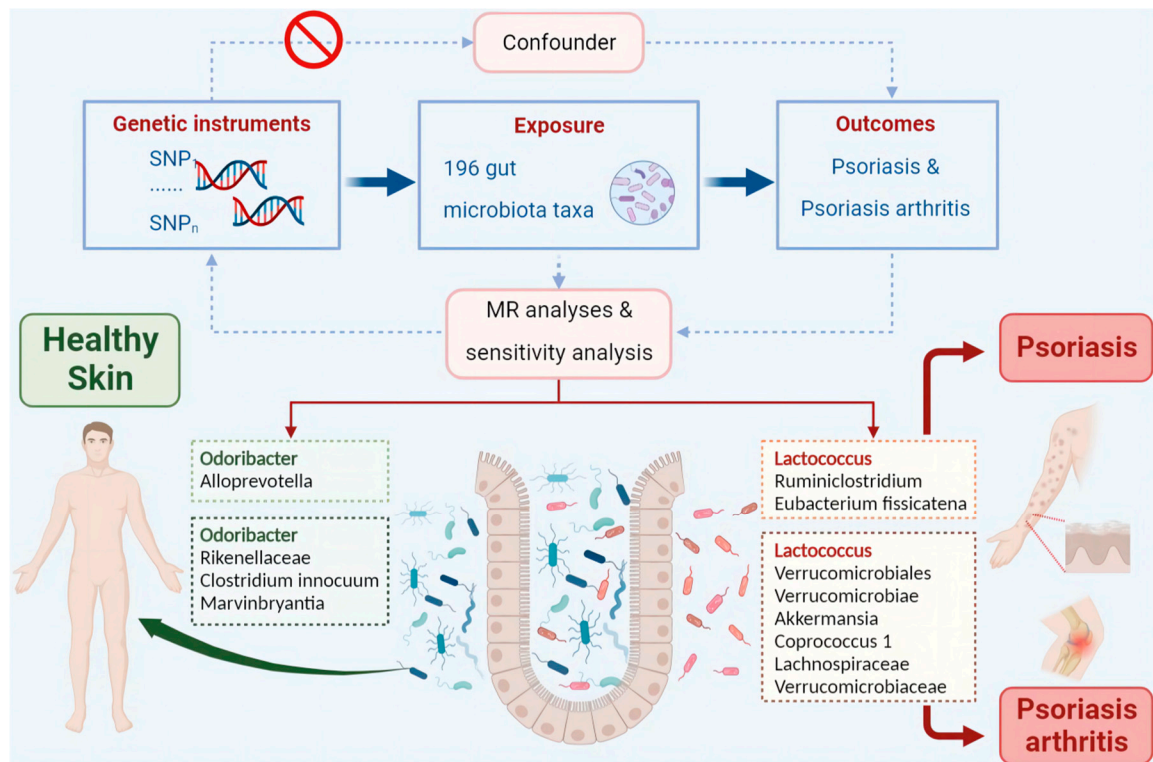 Confounder
Genetic instruments
SNP₁
......
SNPₙ
Exposure
196 gut
microbiota taxa
Outcomes
Psoriasis &
Psoriasis arthritis
MR analyses &
sensitivity analysis
Healthy
Skin
Psoriasis
Odoribacter
Alloprevotella
Odoribacter
Rikenellaceae
Clostridium innocuum
Marvinbryantia
Lactococcus
Ruminiclostridium
Eubacterium fissicatena
Lactococcus
Verrucomicrobiales
Verrucomicrobiae
Akkermansia
Coprococcus 1
Lachnospiraceae
Verrucomicrobiaceae
Psoriasis
arthritis